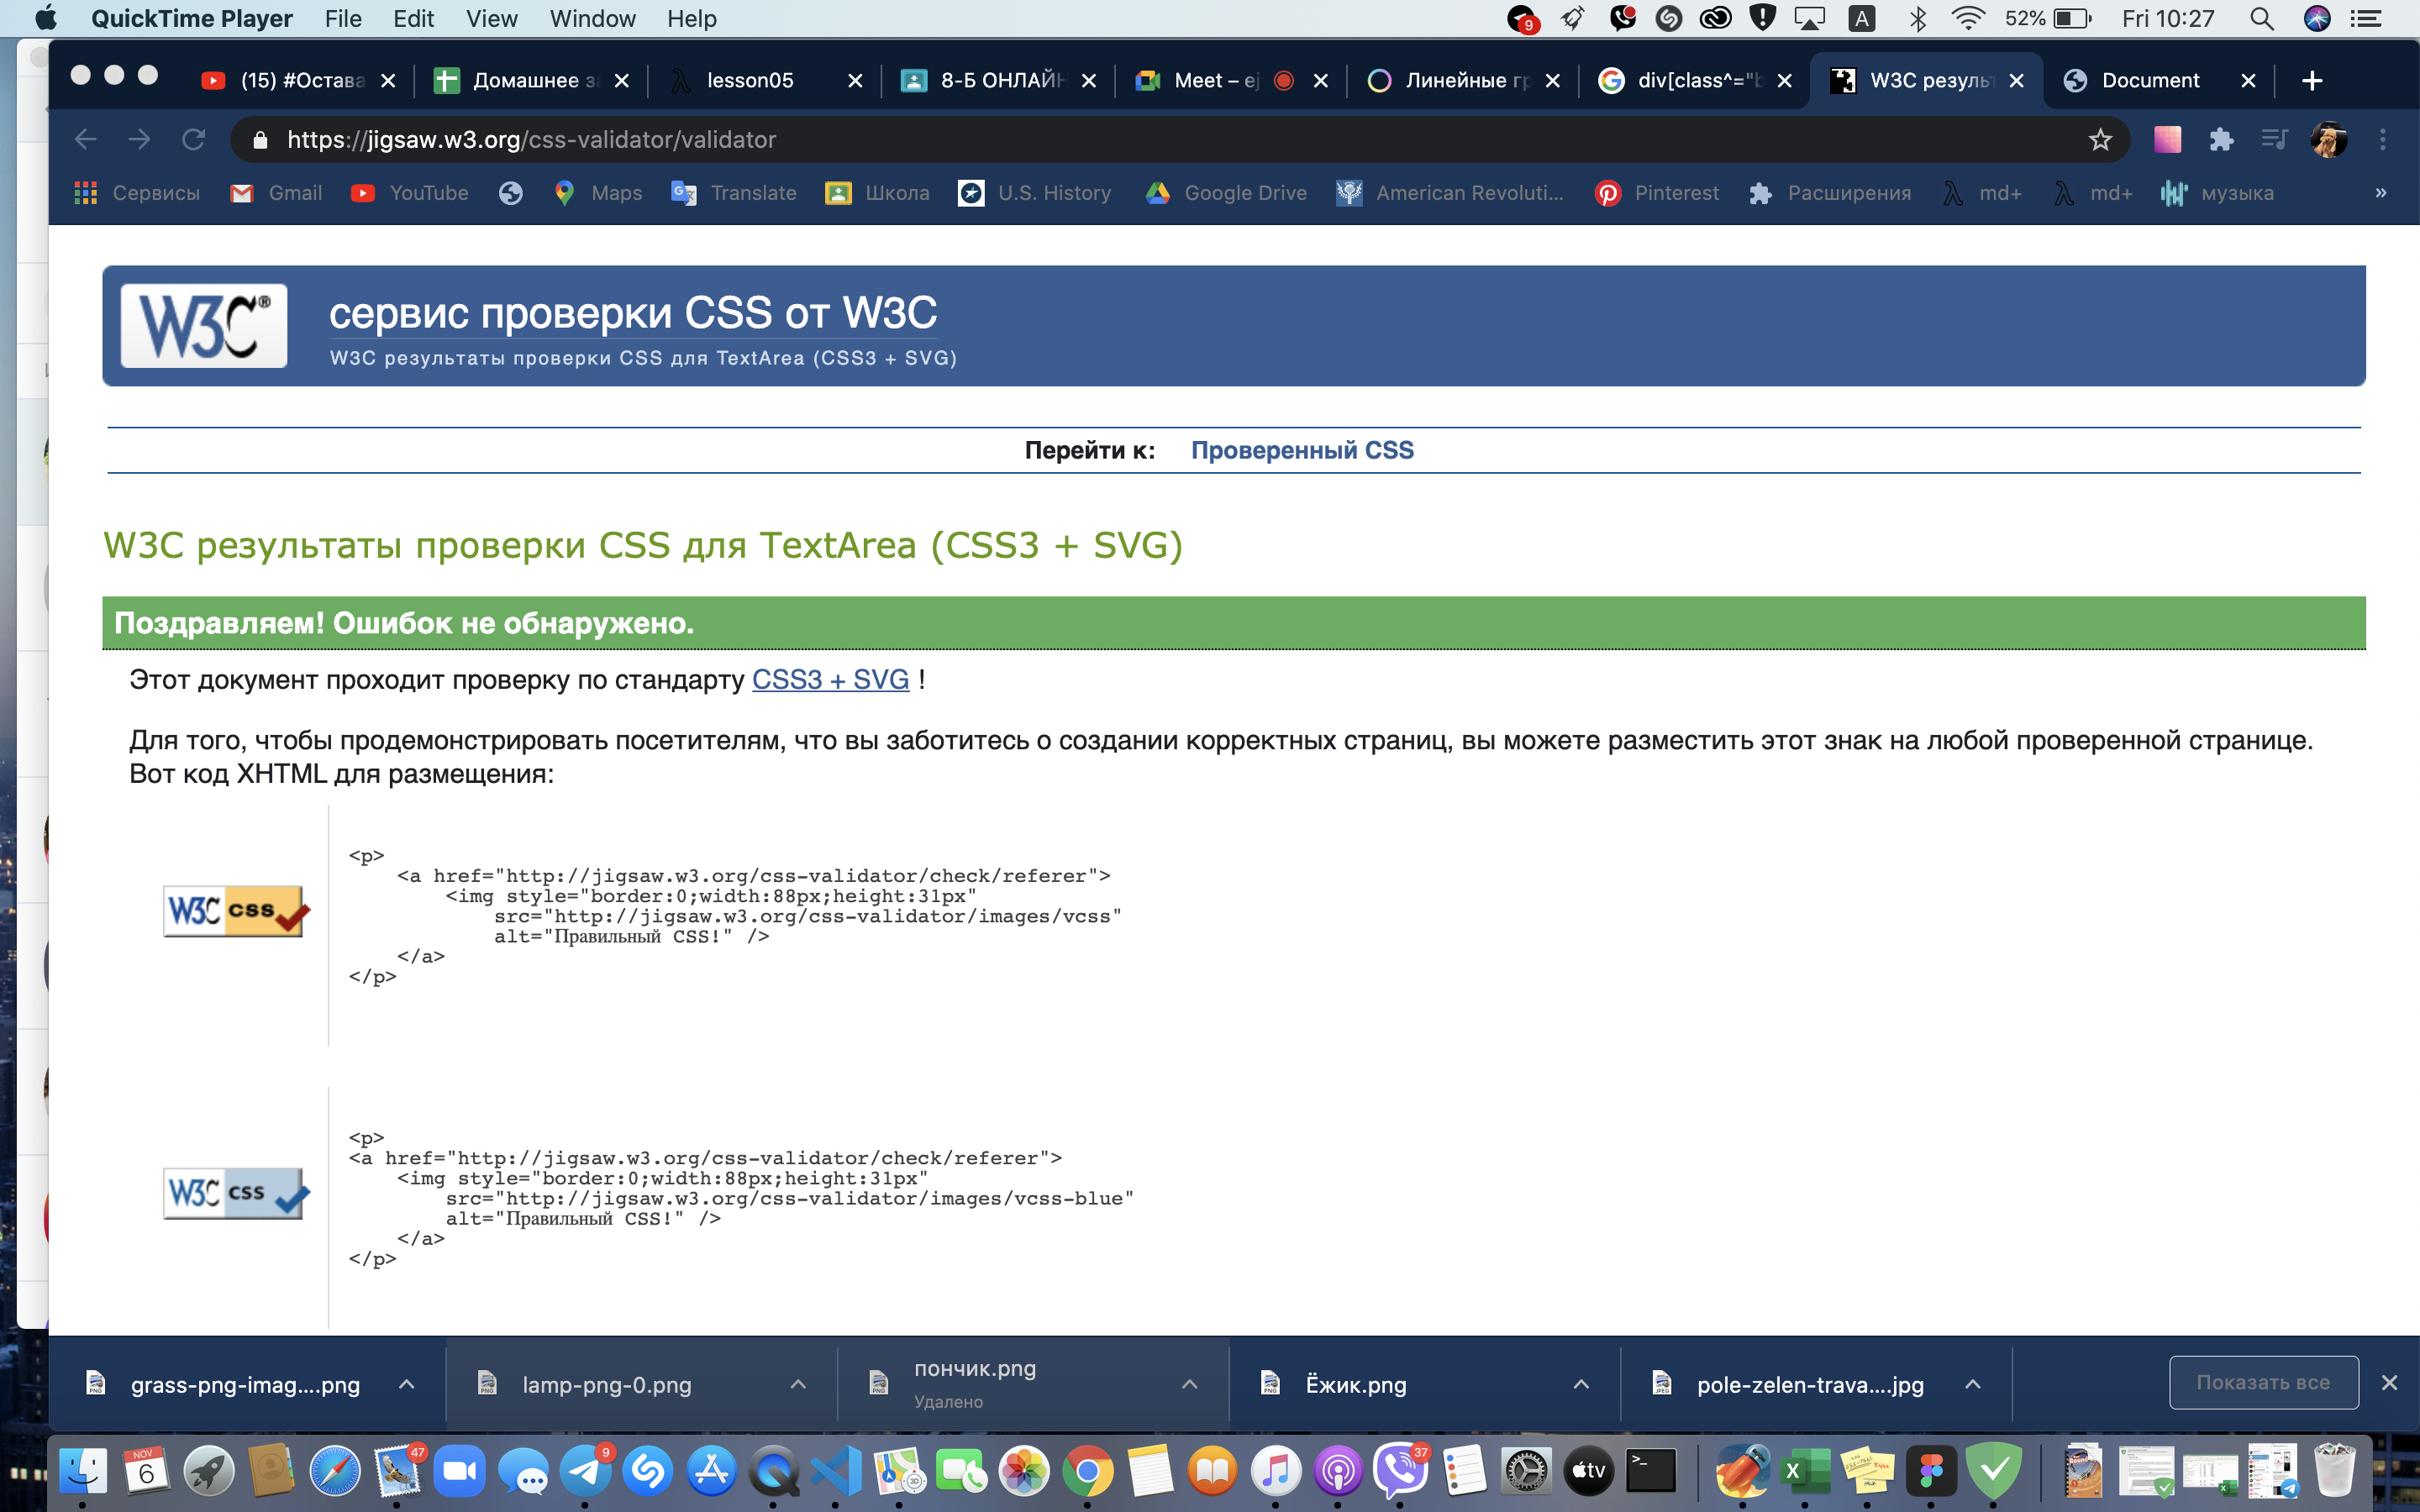 QuickTime Player File Edit View Window Help 9 A 52% Fri 10:27
(15) #Остава
Домашнее за
lesson05
8-Б ОНЛАЙН
Meet – ej
Линейные гр
div[class^="b
W3C резуль
Document
https://jigsaw.w3.org/css-validator/validator
Сервисы Gmail YouTube Maps Translate Школа U.S. History Google Drive American Revoluti... Pinterest Расширения md+ md+ музыка »
W3C®
сервис проверки CSS от W3C
W3C результаты проверки CSS для TextArea (CSS3 + SVG)
Перейти к: Проверенный CSS
W3C результаты проверки CSS для TextArea (CSS3 + SVG)
Поздравляем! Ошибок не обнаружено.
Этот документ проходит проверку по стандарту CSS3 + SVG !
Для того, чтобы продемонстрировать посетителям, что вы заботитесь о создании корректных страниц, вы можете разместить этот знак на любой проверенной странице.
Вот код XHTML для размещения:
W3C css
<p>
<a href="http://jigsaw.w3.org/css-validator/check/referer">
<img style="border:0;width:88px;height:31px"
src="http://jigsaw.w3.org/css-validator/images/vcss"
alt="Правильный CSS!" />
</a>
</p>
W3C css
<p>
<a href="http://jigsaw.w3.org/css-validator/check/referer">
<img style="border:0;width:88px;height:31px"
src="http://jigsaw.w3.org/css-validator/images/vcss-blue"
alt="Правильный CSS!" />
</a>
</p>
grass-png-imag....png
lamp-png-0.png
пончик.png
Удалено
Ёжик.png
pole-zelen-trava....jpg
Показать все
NOV 6 47 9 3D 37 tv